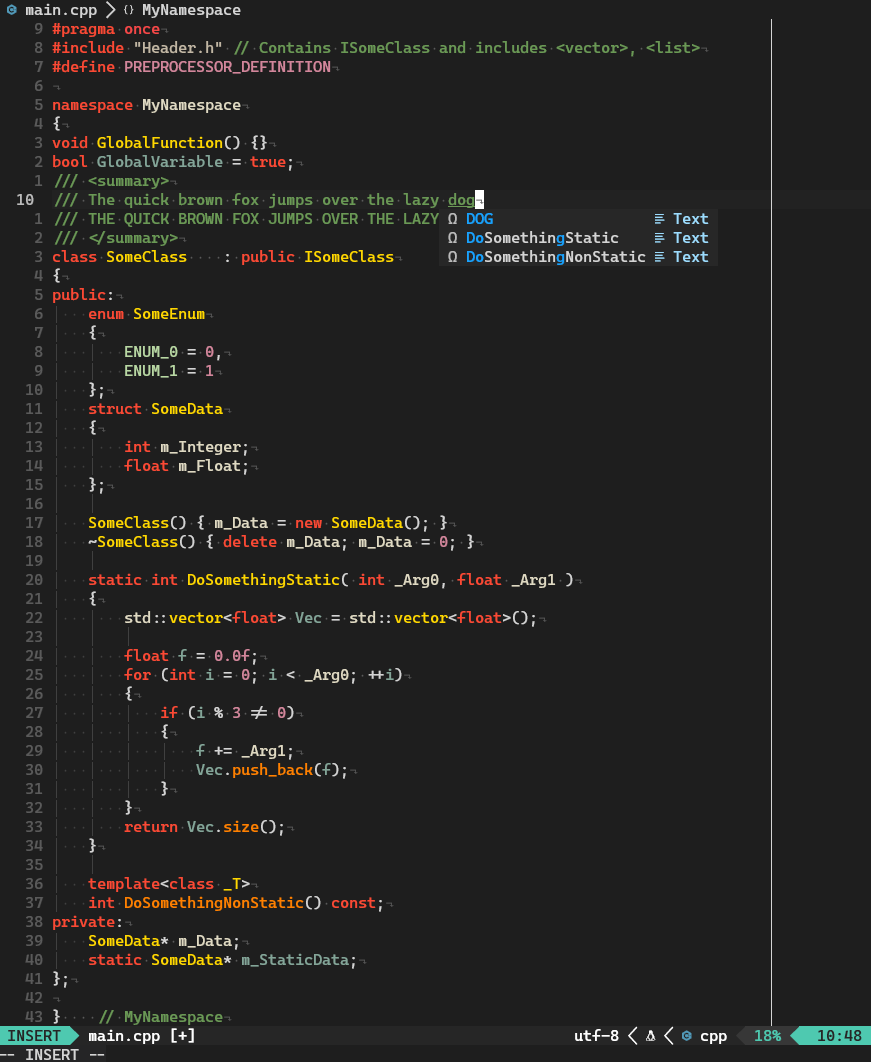 main.cpp > {} MyNamespace
9 #pragma once
8 #include "Header.h" // Contains ISomeClass and includes <vector>, <list>
7 #define PREPROCESSOR_DEFINITION
6
5 namespace MyNamespace
4 {
3 void GlobalFunction() {}
2 bool GlobalVariable = true;
1 /// <summary>
10 /// The quick brown fox jumps over the lazy dog
1 /// THE QUICK BROWN FOX JUMPS OVER THE LAZY Ω DOG Text
2 /// </summary> Ω DoSomethingStatic Text
3 class SomeClass : public ISomeClass Ω DoSomethingNonStatic Text
4 {
5 public:
6 enum SomeEnum
7 {
8 ENUM_0 = 0,
9 ENUM_1 = 1
10 };
11 struct SomeData
12 {
13 int m_Integer;
14 float m_Float;
15 };
16
17 SomeClass() { m_Data = new SomeData(); }
18 ~SomeClass() { delete m_Data; m_Data = 0; }
19
20 static int DoSomethingStatic( int _Arg0, float _Arg1 )
21 {
22 std::vector<float> Vec = std::vector<float>();
23
24 float f = 0.0f;
25 for (int i = 0; i < _Arg0; ++i)
26 {
27 if (i % 3 != 0)
28 {
29 f += _Arg1;
30 Vec.push_back(f);
31 }
32 }
33 return Vec.size();
34 }
35
36 template<class _T>
37 int DoSomethingNonStatic() const;
38 private:
39 SomeData* m_Data;
40 static SomeData* m_StaticData;
41 };
42
43 } // MyNamespace
INSERT main.cpp [+] utf-8 < < cpp 18% 10:48
-- INSERT --